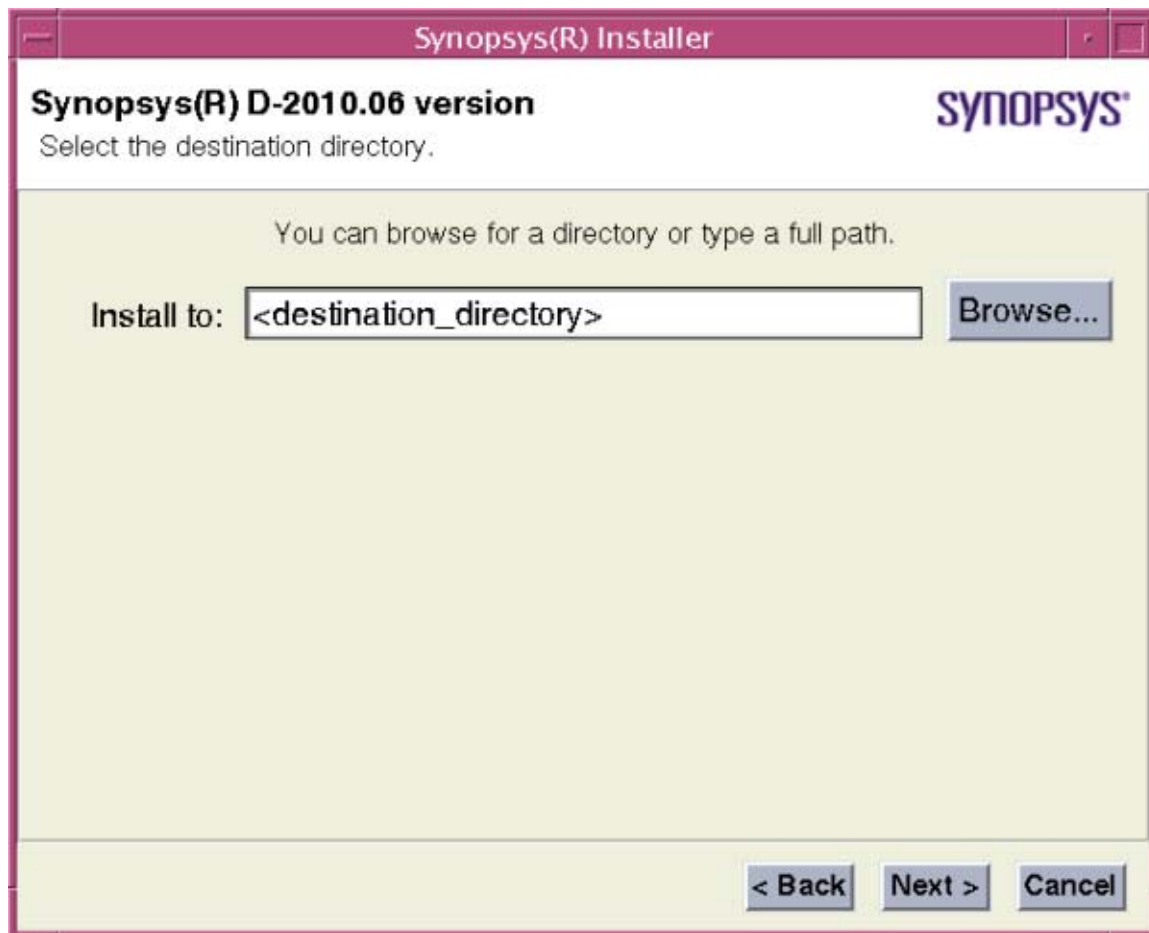 Synopsys(R) Installer
Synopsys(R) D-2010.06 version
SYNOPSYS®
Select the destination directory.
You can browse for a directory or type a full path.
Install to: <destination_directory> Browse...
< Back Next > Cancel